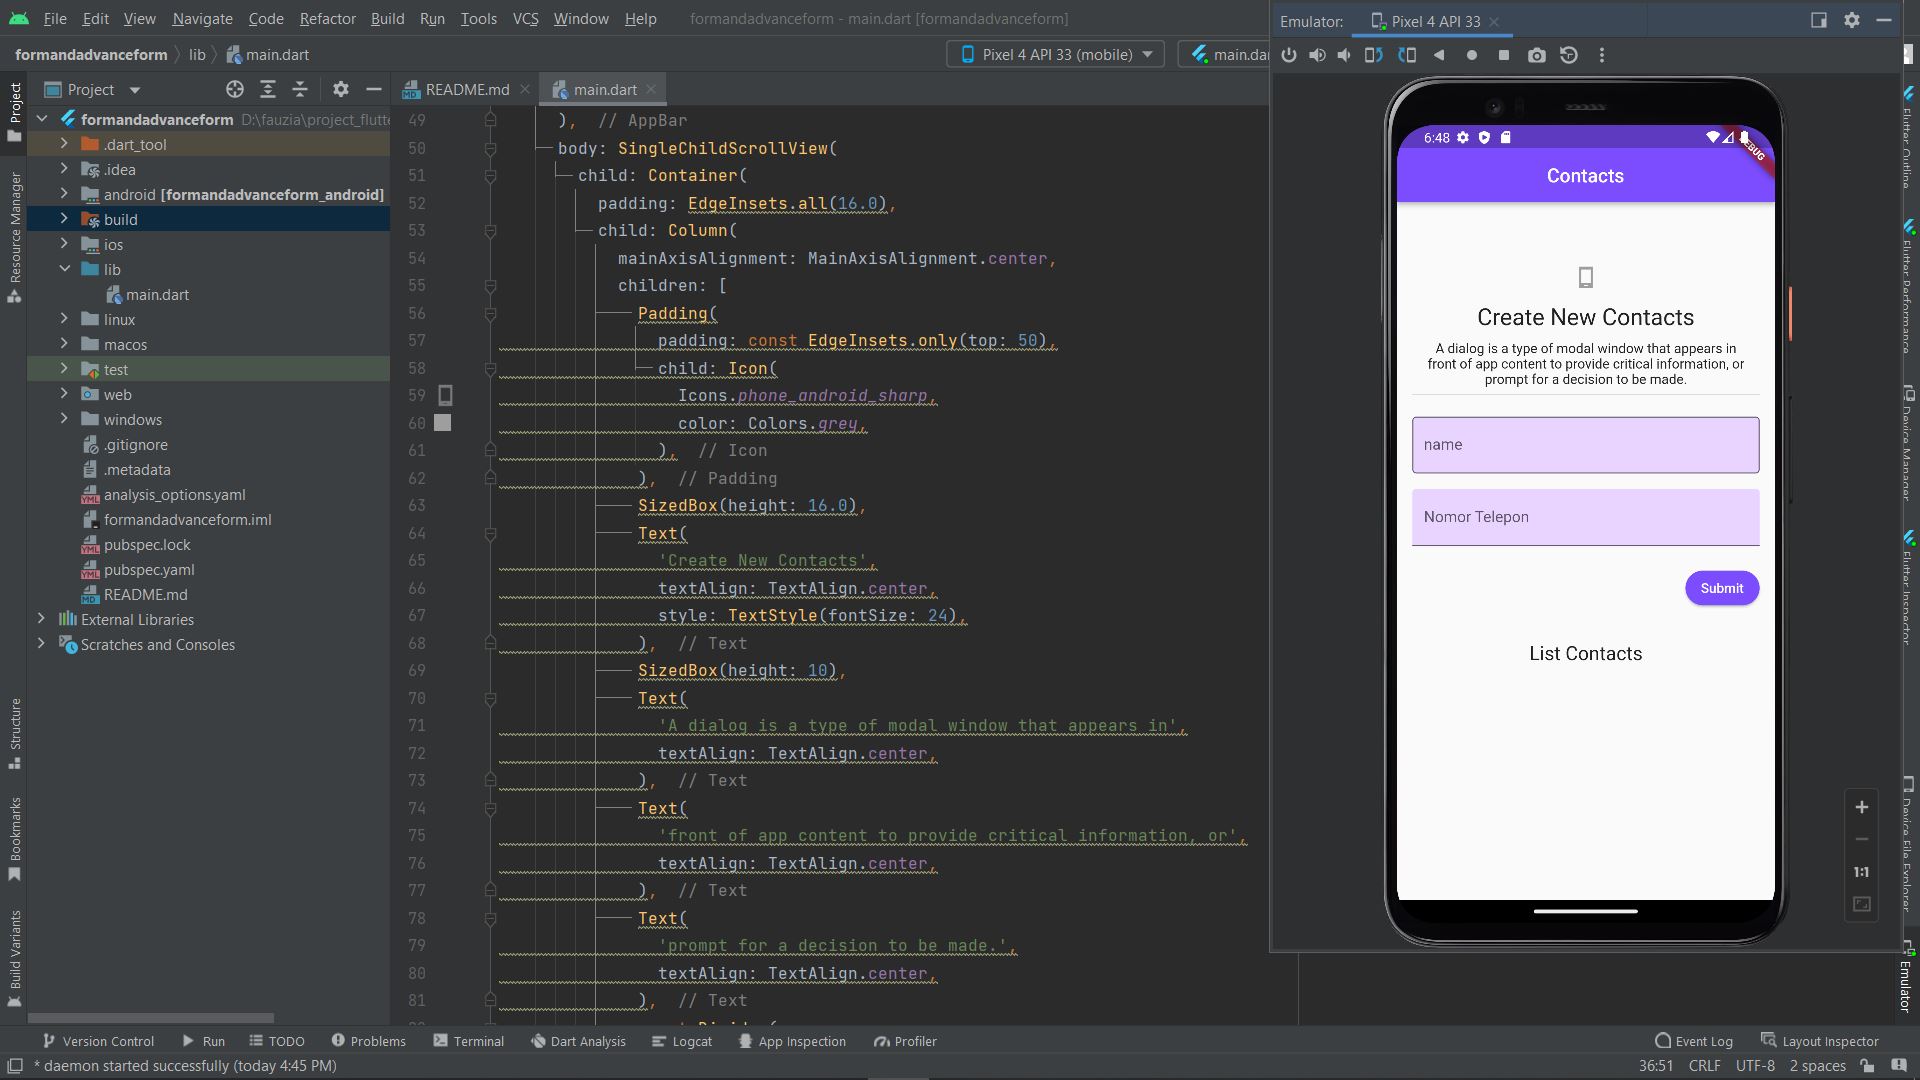 File Edit View Navigate Code Refactor Build Run Tools VCS Window Help formandadvanceform - main.dart [formandadvanceform]
formandadvanceform lib main.dart
Pixel 4 API 33 (mobile)
main.da
Project
README.md
main.dart
Project
Resource Manager
Structure
Bookmarks
Build Variants
formandadvanceform D:\fauzia\project_flutte
.dart_tool
.idea
android [formandadvanceform_android]
build
ios
lib
main.dart
linux
macos
test
web
windows
.gitignore
.metadata
analysis_options.yaml
formandadvanceform.iml
pubspec.lock
pubspec.yaml
README.md
External Libraries
Scratches and Consoles
49 ), // AppBar
50 body: SingleChildScrollView(
51 child: Container(
52 padding: EdgeInsets.all(16.0),
53 child: Column(
54 mainAxisAlignment: MainAxisAlignment.center,
55 children: [
56 Padding(
57 padding: const EdgeInsets.only(top: 50),
58 child: Icon(
59 Icons.phone_android_sharp,
60 color: Colors.grey,
61 ), // Icon
62 ), // Padding
63 SizedBox(height: 16.0),
64 Text(
65 'Create New Contacts',
66 textAlign: TextAlign.center,
67 style: TextStyle(fontSize: 24),
68 ), // Text
69 SizedBox(height: 10),
70 Text(
71 'A dialog is a type of modal window that appears in',
72 textAlign: TextAlign.center,
73 ), // Text
74 Text(
75 'front of app content to provide critical information, or',
76 textAlign: TextAlign.center,
77 ), // Text
78 Text(
79 'prompt for a decision to be made.',
80 textAlign: TextAlign.center,
81 ), // Text
Emulator: Pixel 4 API 33
6:48
Contacts
Create New Contacts
A dialog is a type of modal window that appears in
front of app content to provide critical information, or
prompt for a decision to be made.
name
Nomor Telepon
Submit
List Contacts
1:1
Flutter Outline
Flutter Performance
Device Manager
Flutter Inspector
Device File Explorer
Emulator
Version Control Run TODO Problems Terminal Dart Analysis Logcat App Inspection Profiler Event Log Layout Inspector
* daemon started successfully (today 4:45 PM) 36:51 CRLF UTF-8 2 spaces